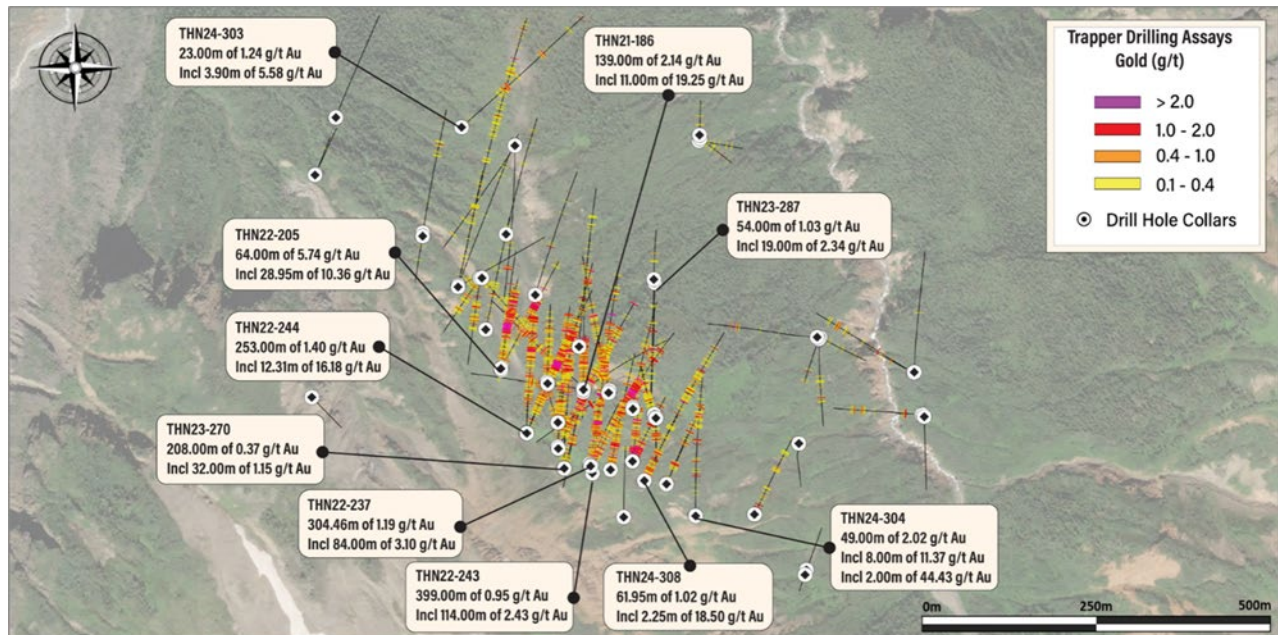 THN24-303
23.00m of 1.24 g/t Au
Incl 3.90m of 5.58 g/t Au
THN21-186
139.00m of 2.14 g/t Au
Incl 11.00m of 19.25 g/t Au
Trapper Drilling Assays
Gold (g/t)
> 2.0
1.0 - 2.0
0.4 - 1.0
0.1 - 0.4
Drill Hole Collars
THN23-287
54.00m of 1.03 g/t Au
Incl 19.00m of 2.34 g/t Au
THN22-205
64.00m of 5.74 g/t Au
Incl 28.95m of 10.36 g/t Au
THN22-244
253.00m of 1.40 g/t Au
Incl 12.31m of 16.18 g/t Au
THN23-270
208.00m of 0.37 g/t Au
Incl 32.00m of 1.15 g/t Au
THN22-237
304.46m of 1.19 g/t Au
Incl 84.00m of 3.10 g/t Au
THN22-243
399.00m of 0.95 g/t Au
Incl 114.00m of 2.43 g/t Au
THN24-308
61.95m of 1.02 g/t Au
Incl 2.25m of 18.50 g/t Au
THN24-304
49.00m of 2.02 g/t Au
Incl 8.00m of 11.37 g/t Au
Incl 2.00m of 44.43 g/t Au
0m 250m 500m